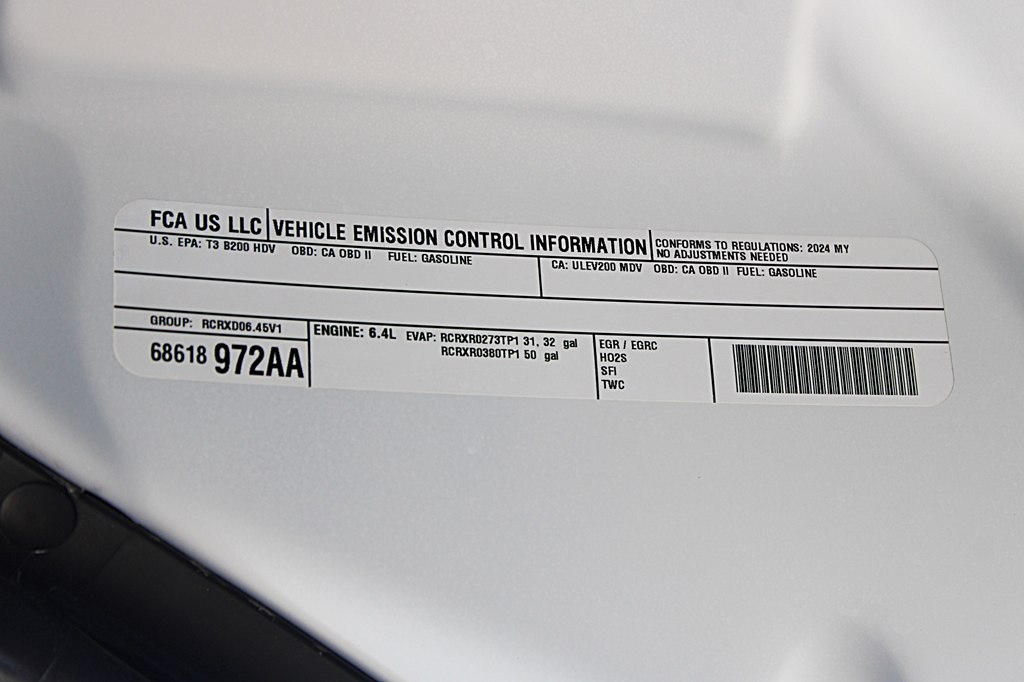 FCA US LLC VEHICLE EMISSION CONTROL INFORMATION
CONFORMS TO REGULATIONS: 2024 MY
NO ADJUSTMENTS NEEDED
U.S. EPA: T3 B200 HDV OBD: CA OBD II FUEL: GASOLINE
CA: ULEV200 MDV OBD: CA OBD II FUEL: GASOLINE
GROUP: RCRXD06.45V1
68618 972AA
ENGINE: 6.4L EVAP: RCRXR0273TP1 31, 32 gal
RCRXR0380TP1 50 gal
EGR / EGRC
HO2S
SFI
TWC